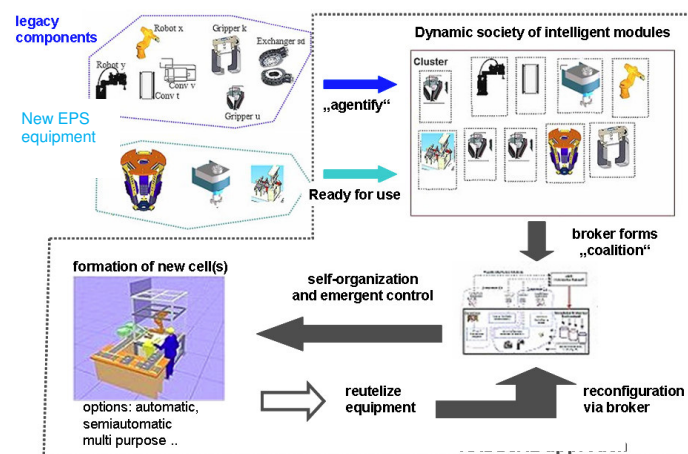 legacy
components
Robot x
Gripper k
Exchanger sd
Robot y
Conv v
Conv t
Gripper u
New EPS
equipment
„agentify“
Ready for use
Dynamic society of intelligent modules
Cluster
broker forms
„coalition“
formation of new cell(s)
self-organization
and emergent control
options: automatic,
semiautomatic
multi purpose ..
reutelize
equipment
reconfiguration
via broker